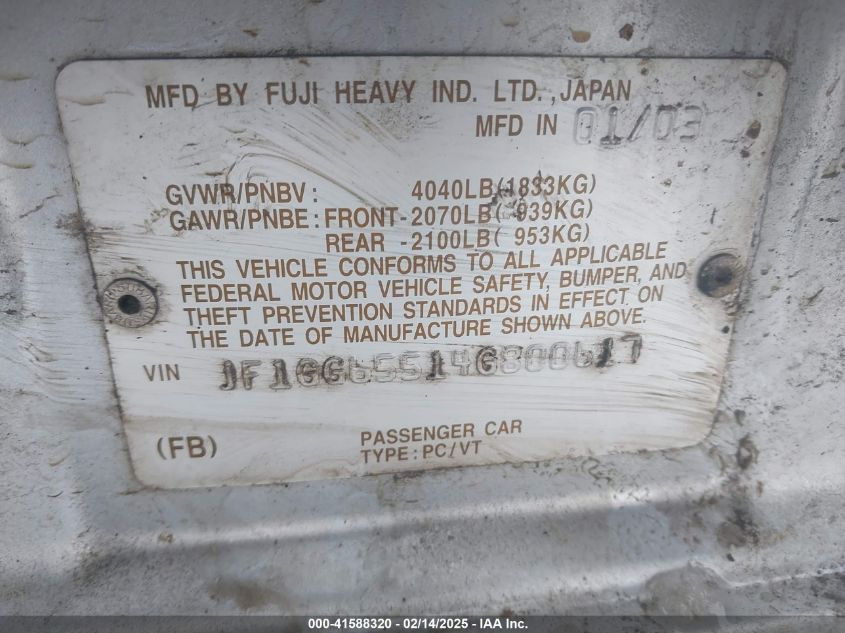 MFD BY FUJI HEAVY IND. LTD., JAPAN
MFD IN 01/03
GVWR/PNBV: 4040LB(1833KG)
GAWR/PNBE: FRONT-2070LB( 939KG)
REAR -2100LB( 953KG)
THIS VEHICLE CONFORMS TO ALL APPLICABLE
FEDERAL MOTOR VEHICLE SAFETY, BUMPER, AND
THEFT PREVENTION STANDARDS IN EFFECT ON
THE DATE OF MANUFACTURE SHOWN ABOVE.
VIN JF1GG65514G800617
(FB) PASSENGER CAR
TYPE: PC/VT
000-41588320 - 02/14/2025 - IAAI.com